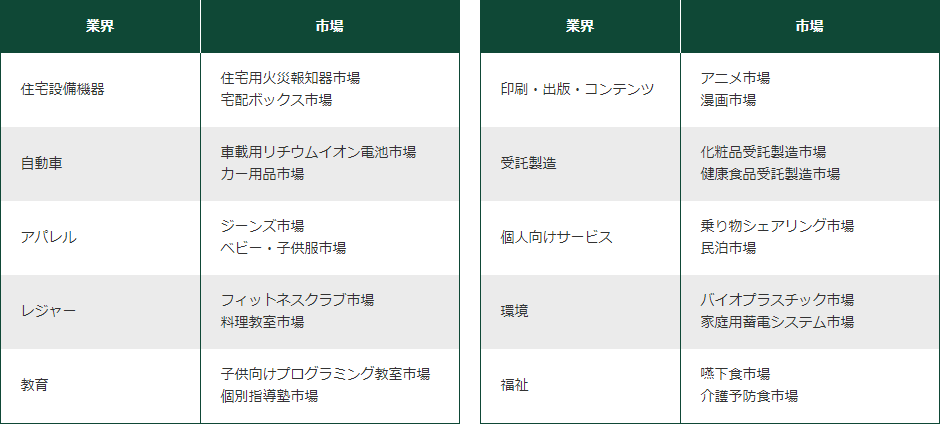 業界
市場
住宅設備機器
住宅用火災報知器市場
宅配ボックス市場
自動車
車載用リチウムイオン電池市場
カー用品市場
アパレル
ジーンズ市場
ベビー・子供服市場
レジャー
フィットネスクラブ市場
料理教室市場
教育
子供向けプログラミング教室市場
個別指導塾市場
業界
市場
印刷・出版・コンテンツ
アニメ市場
漫画市場
受託製造
化粧品受託製造市場
健康食品受託製造市場
個人向けサービス
乗り物シェアリング市場
民泊市場
環境
バイオプラスチック市場
家庭用蓄電システム市場
福祉
嚥下食市場
介護予防食市場